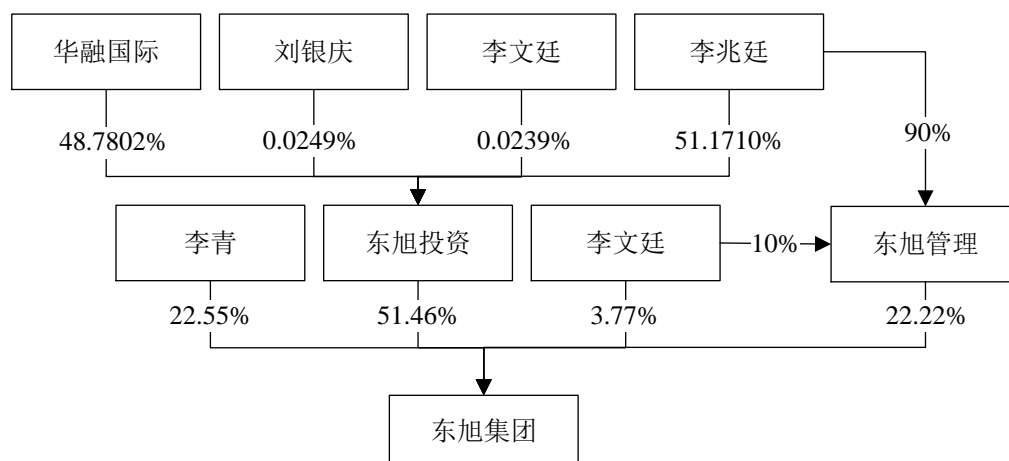 华融国际
刘银庆
李文廷
李兆廷
48.7802%
0.0249%
0.0239%
51.1710%
90%
李青
东旭投资
李文廷
10%
东旭管理
22.55%
51.46%
3.77%
22.22%
东旭集团